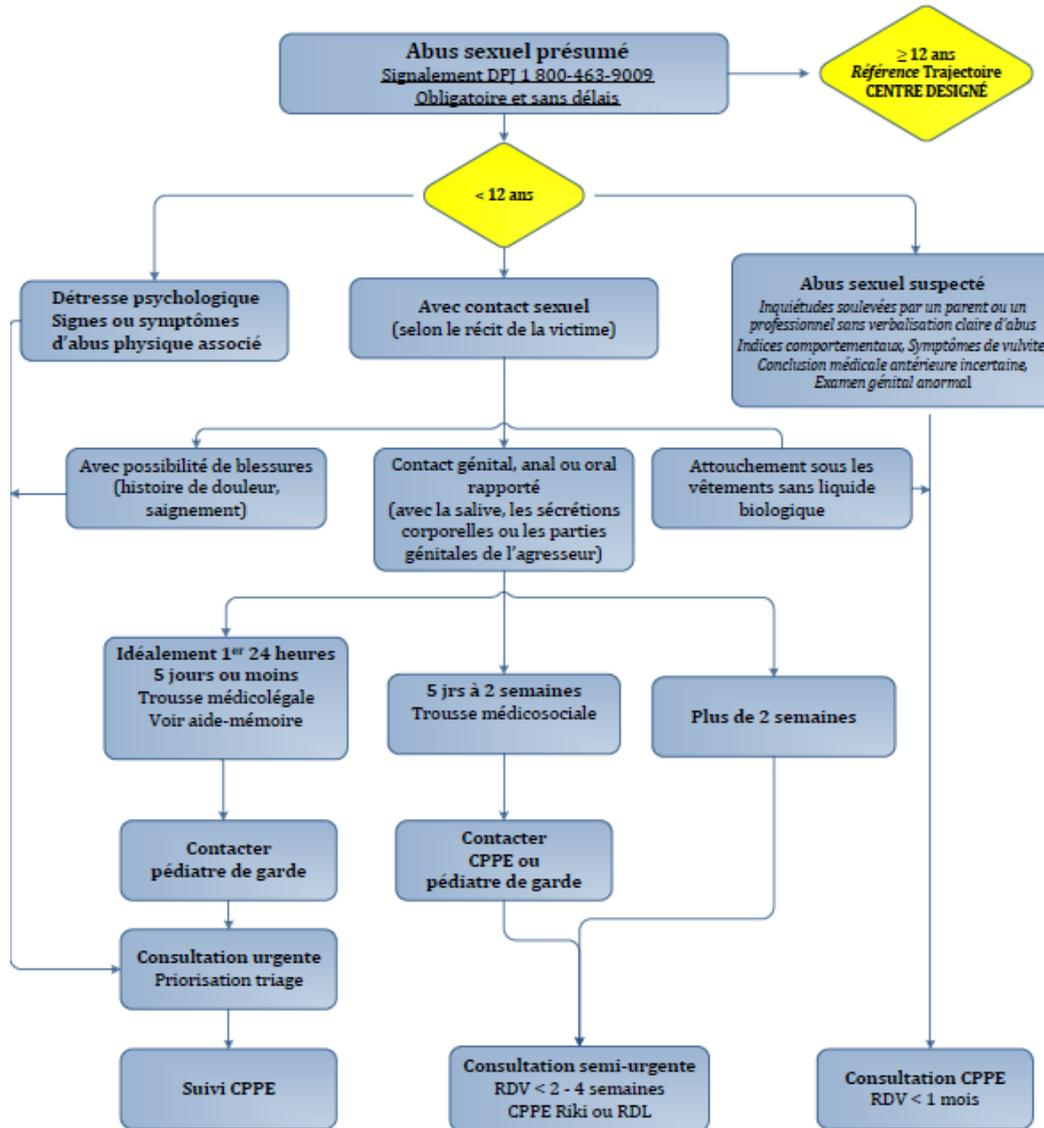 Abus sexuel présumé
Signalement DPJ 1 800-463-9009
Obligatoire et sans délais
≥ 12 ans
Référence Trajectoire
CENTRE DESIGNÉ
< 12 ans
Détresse psychologique
Signes ou symptômes
d'abus physique associé
Avec contact sexuel
(selon le récit de la victime)
Abus sexuel suspecté
Inquiétudes soulevées par un parent ou un
professionnel sans verbalisation claire d'abus
Indices comportementaux, Symptômes de vulvite
Conclusion médicale antérieure incertaine,
Examen génital anormal
Avec possibilité de blessures
(histoire de douleur,
saignement)
Contact génital, anal ou oral
rapporté
(avec la salive, les sécrétions
corporelles ou les parties
génitales de l'agresseur)
Attouchement sous les
vêtements sans liquide
biologique
Idéalement 1er 24 heures
5 jours ou moins
Trousse médicolégale
Voir aide-mémoire
5 jrs à 2 semaines
Trousse médicosociale
Plus de 2 semaines
Contacter
pédiatre de garde
Contacter
CPPE ou
pédiatre de garde
Consultation urgente
Priorisation triage
Suivi CPPE
Consultation semi-urgente
RDV < 2 - 4 semaines
CPPE Riki ou RDL
Consultation CPPE
RDV < 1 mois